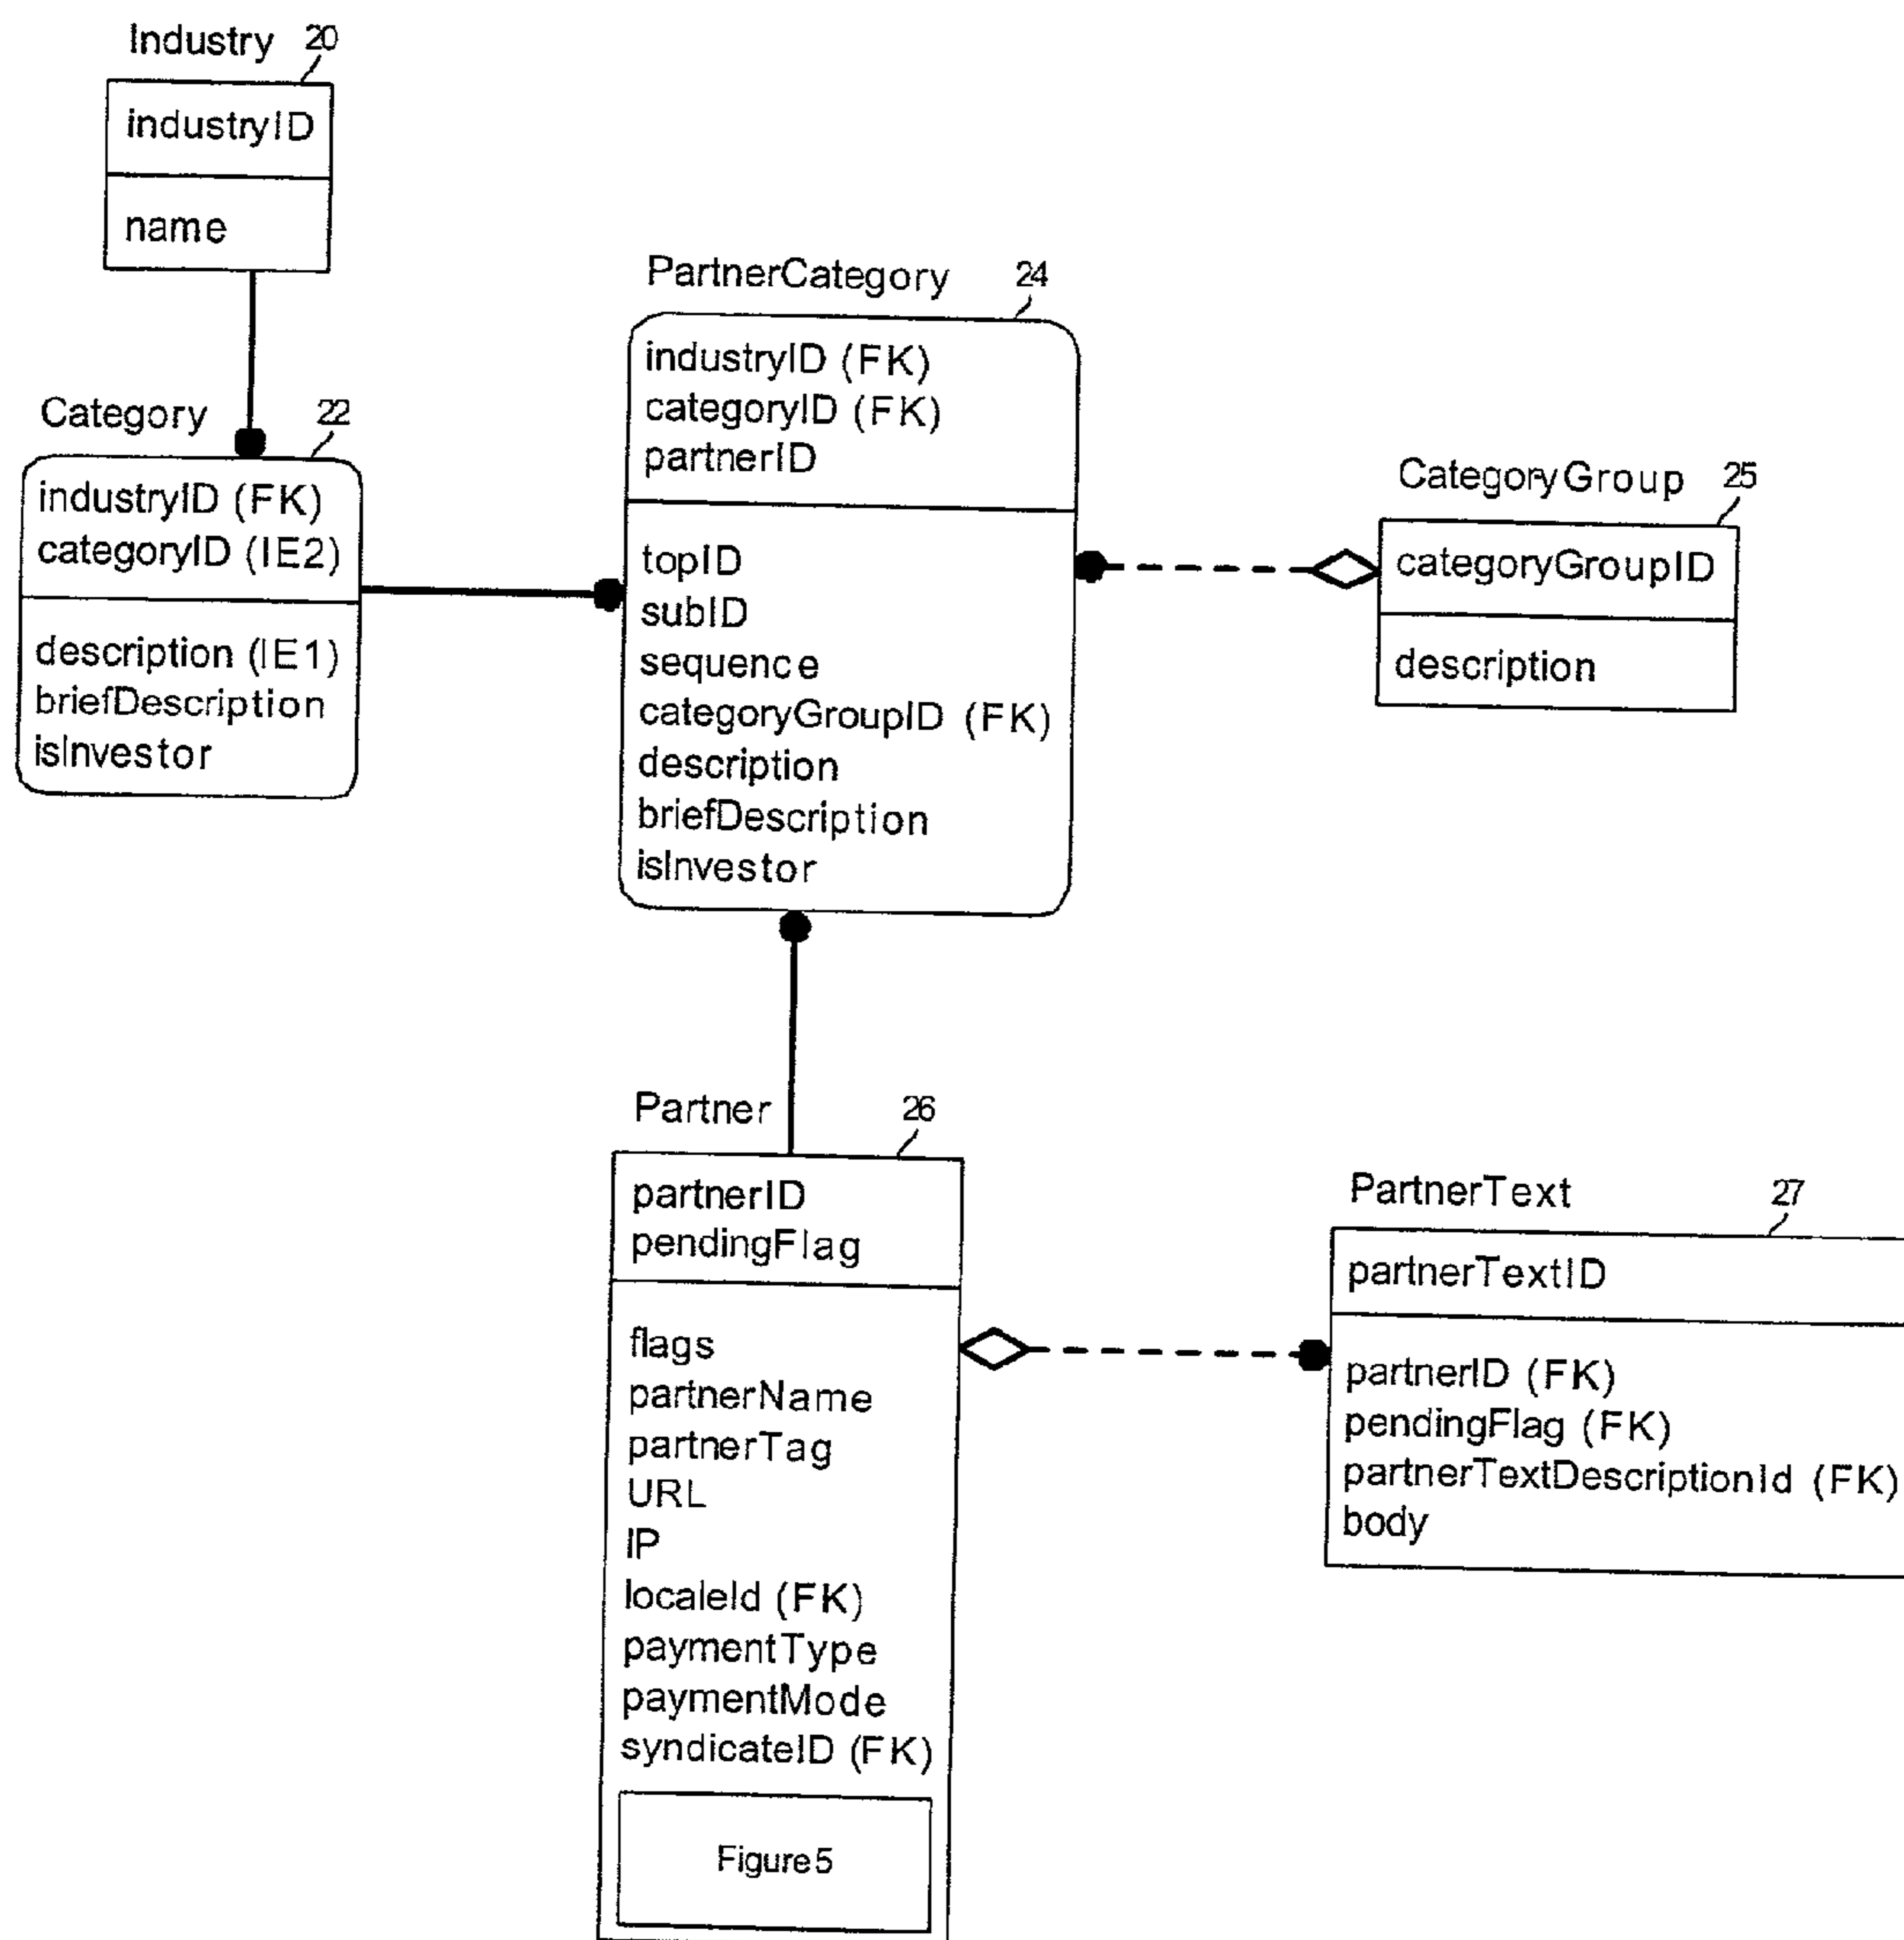 Industry 20
industryID
name
Category 22
industryID (FK)
categoryID (IE2)
description (IE1)
briefDescription
isInvestor
PartnerCategory 24
industryID (FK)
categoryID (FK)
partnerID
topID
subID
sequence
categoryGroupID (FK)
description
briefDescription
isInvestor
CategoryGroup 25
categoryGroupID
description
Partner 26
partnerID
pendingFlag
flags
partnerName
partnerTag
URL
IP
localeId (FK)
paymentType
paymentMode
syndicateID (FK)
Figure5
PartnerText 27
partnerTextID
partnerID (FK)
pendingFlag (FK)
partnerTextDescriptionId (FK)
body